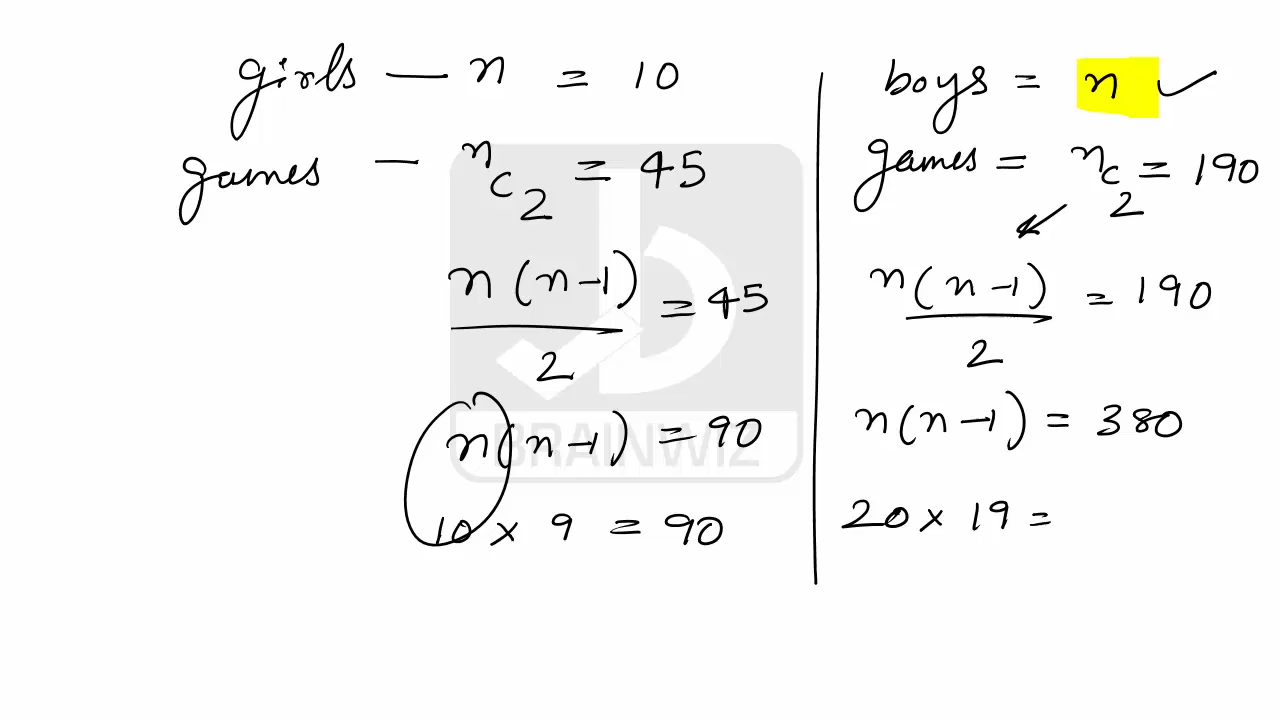 girls — n = 10
games — nC2 = 45
n(n-1)/2 = 45
n(n-1) = 90
10 × 9 = 90
boys = n ✓
games = nC2 = 190
n(n-1)/2 = 190
n(n-1) = 380
20 × 19 =
BRAINWIZ